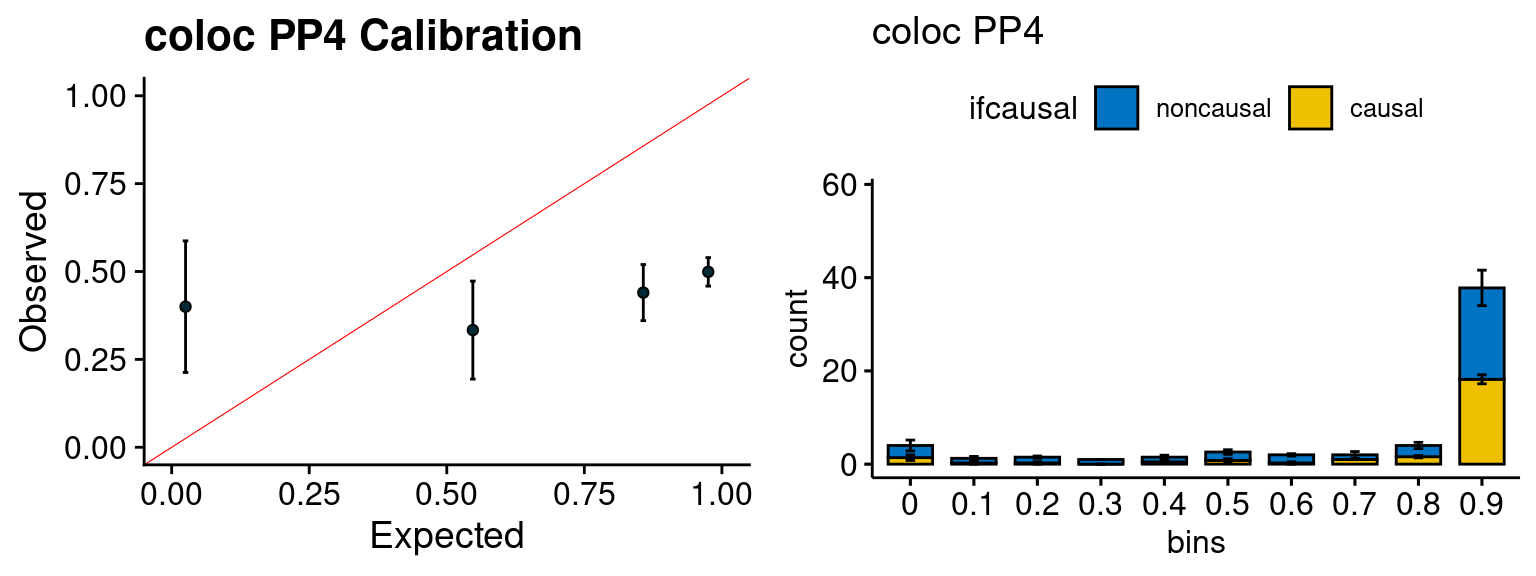 coloc PP4 Calibration
1.00
0.75
0.50
0.25
0.00
Observed
0.00 0.25 0.50 0.75 1.00
Expected
coloc PP4
ifcausal noncausal causal
60
40
20
0
count
0 0.1 0.2 0.3 0.4 0.5 0.6 0.7 0.8 0.9
bins